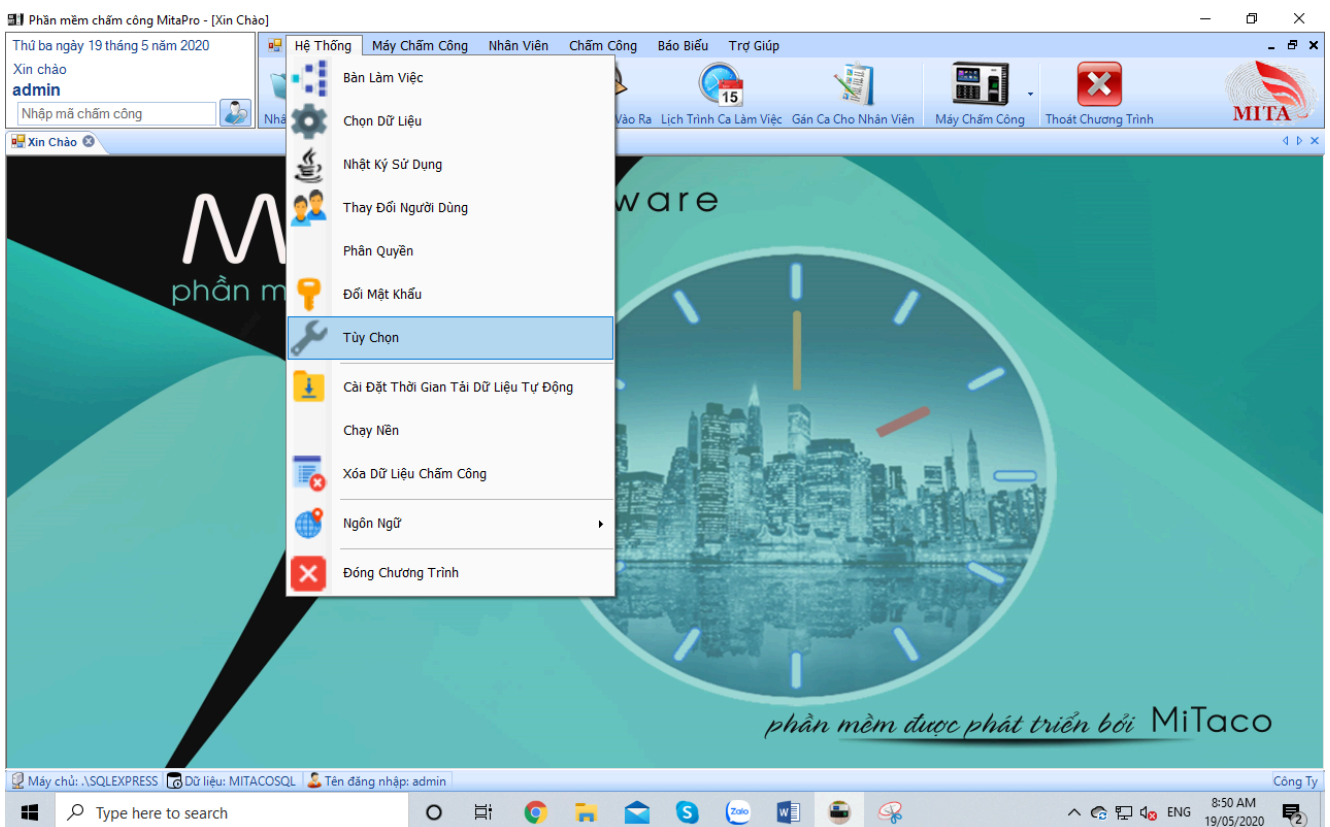 Phần mềm chấm công MitaPro - [Xin Chào]
Thứ ba ngày 19 tháng 5 năm 2020
Hệ Thống Máy Chấm Công Nhân Viên Chấm Công Báo Biểu Trợ Giúp
Xin chào
admin
Nhập mã chấm công
15
Vào Ra Lịch Trình Ca Làm Việc Gán Ca Cho Nhân Viên Máy Chấm Công Thoát Chương Trình
MITA
Xin Chào
Bàn Làm Việc
Chọn Dữ Liệu
Nhật Ký Sử Dụng
Thay Đổi Người Dùng
Phân Quyền
Đổi Mật Khẩu
Tùy Chọn
Cài Đặt Thời Gian Tải Dữ Liệu Tự Động
Chạy Nền
Xóa Dữ Liệu Chấm Công
Ngôn Ngữ
Đóng Chương Trình
ware
phần m
phần mềm được phát triển bởi MiTaco
Máy chủ: .\SQLEXPRESS Dữ liệu: MITACOSQL Tên đăng nhập: admin Công Ty
Type here to search
Zalo
ENG
8:50 AM
19/05/2020
2